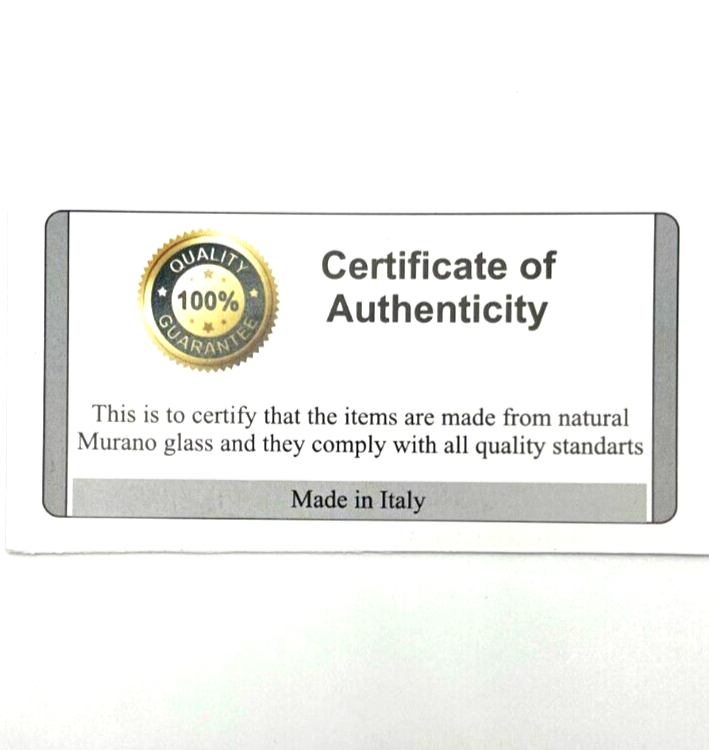 QUALITY
100%
GUARANTEE
Certificate of
Authenticity
This is to certify that the items are made from natural
Murano glass and they comply with all quality standarts
Made in Italy